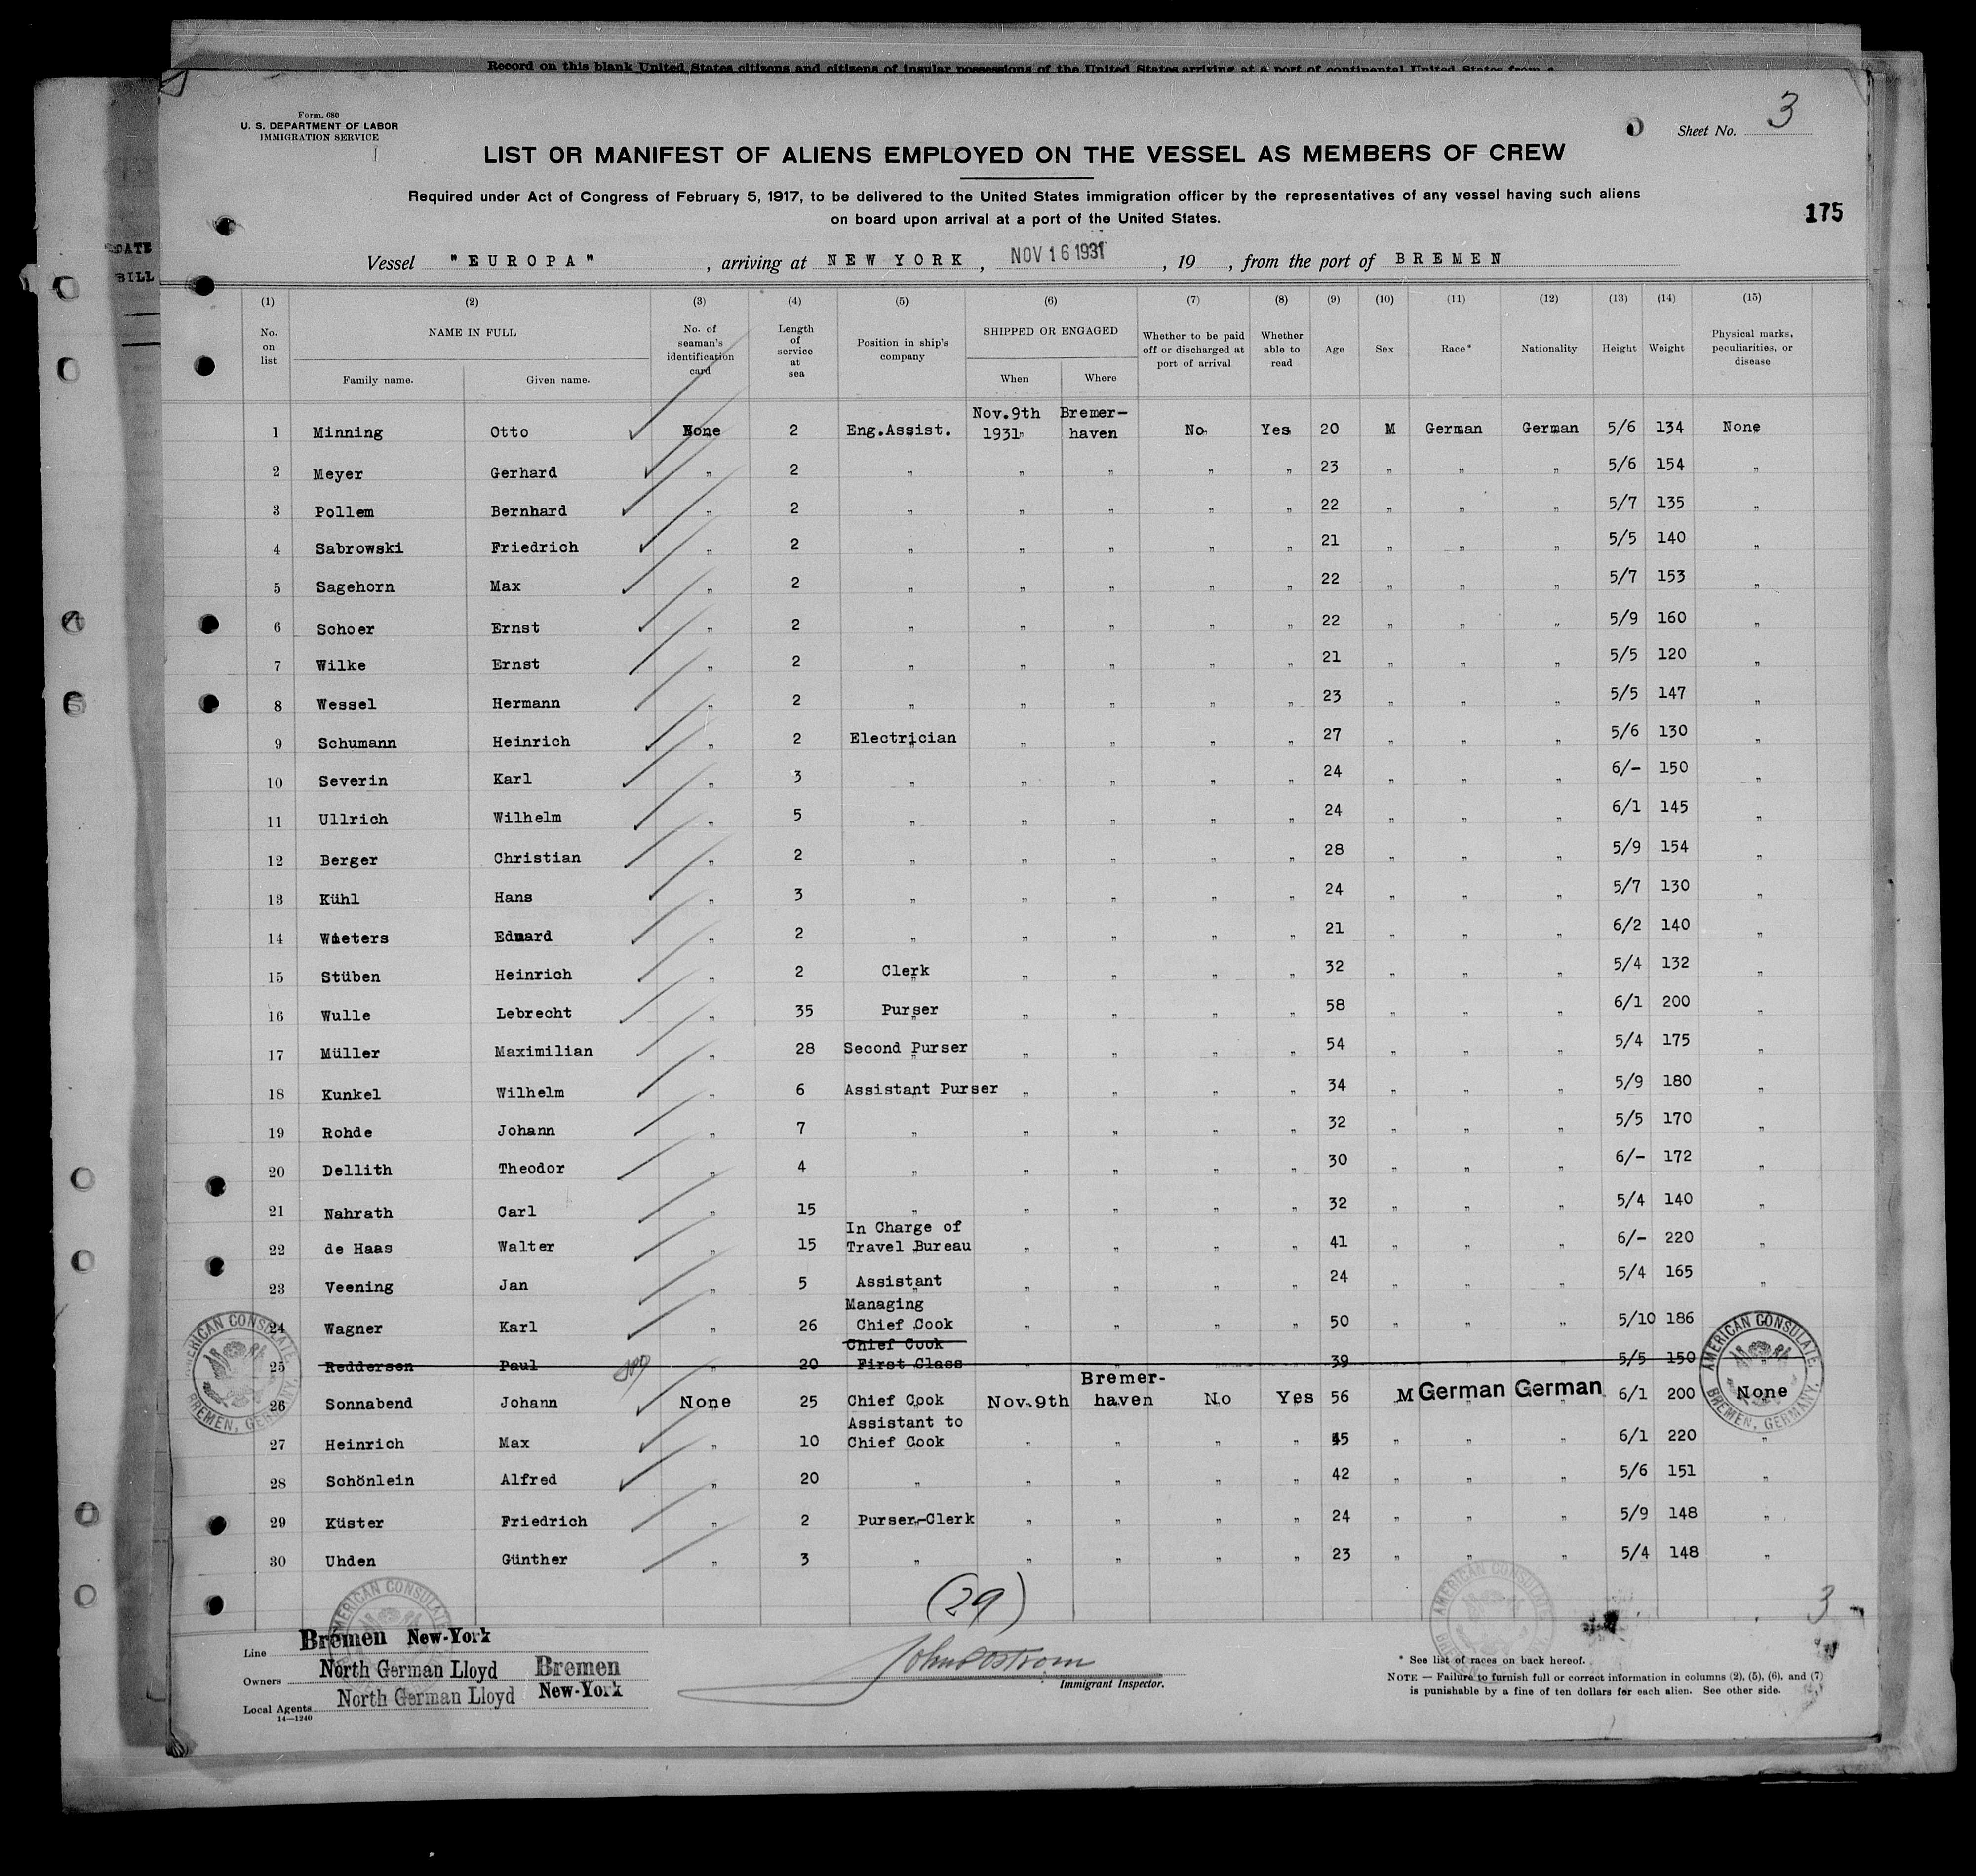 Record on this blank United States citizens and citizens of insular possessions of the United States arriving at a port of continental United States from a
DATE
BILL
Form. 680
U. S. DEPARTMENT OF LABOR
IMMIGRATION SERVICE
Sheet No. 3
LIST OR MANIFEST OF ALIENS EMPLOYED ON THE VESSEL AS MEMBERS OF CREW
Required under Act of Congress of February 5, 1917, to be delivered to the United States immigration officer by the representatives of any vessel having such aliens
on board upon arrival at a port of the United States.
175
Vessel "EUROPA", arriving at NEW YORK, NOV 16 1931, 19 , from the port of BREMEN
(1) (2) (3) (4) (5) (6) (7) (8) (9) (10) (11) (12) (13) (14) (15)
No. on list NAME IN FULL Family name. Given name. No. of seaman's identification card Length of service at sea Position in ship's company SHIPPED OR ENGAGED When Where Whether to be paid off or discharged at port of arrival Whether able to read Age Sex Race* Nationality Height Weight Physical marks, peculiarities, or disease
1 Minning Otto None 2 Eng.Assist. Nov.9th 1931 Bremer-haven No Yes 20 M German German 5/6 134 None
2 Meyer Gerhard " 2 " " " " " 23 " " " 5/6 154 "
3 Pollem Bernhard " 2 " " " " " 22 " " " 5/7 135 "
4 Sabrowski Friedrich " 2 " " " " " 21 " " " 5/5 140 "
5 Sagehorn Max " 2 " " " " " 22 " " " 5/7 153 "
6 Schoer Ernst " 2 " " " " " 22 " " " 5/9 160 "
7 Wilke Ernst " 2 " " " " " 21 " " " 5/5 120 "
8 Wessel Hermann " 2 " " " " " 23 " " " 5/5 147 "
9 Schumann Heinrich " 2 Electrician " " " " 27 " " " 5/6 130 "
10 Severin Karl " 3 " " " " " 24 " " " 6/- 150 "
11 Ullrich Wilhelm " 5 " " " " " 24 " " " 6/1 145 "
12 Berger Christian " 2 " " " " " 28 " " " 5/9 154 "
13 Kühl Hans " 3 " " " " " 24 " " " 5/7 130 "
14 Wieters Eduard " 2 " " " " " 21 " " " 6/2 140 "
15 Stüben Heinrich " 2 Clerk " " " " 32 " " " 5/4 132 "
16 Wulle Lebrecht " 35 Purser " " " " 58 " " " 6/1 200 "
17 Müller Maximilian " 28 Second Purser " " " " 54 " " " 5/4 175 "
18 Kunkel Wilhelm " 6 Assistant Purser " " " " 34 " " " 5/9 180 "
19 Rohde Johann " 7 " " " " " 32 " " " 5/5 170 "
20 Dellith Theodor " 4 " " " " " 30 " " " 6/- 172 "
21 Nahrath Carl " 15 " " " " " 32 " " " 5/4 140 "
22 de Haas Walter " 15 In Charge of Travel Bureau " " " " 41 " " " 6/- 220 "
23 Veening Jan " 5 Assistant " " " " 24 " " " 5/4 165 "
24 Wagner Karl " 26 Managing Chief Cook " " " " 50 " " " 5/10 186
25 Reddersen Paul " 20 Chief Cook First Class 39 5/5 150
26 Sonnabend Johann None 25 Chief Cook Nov.9th Bremer-haven No Yes 56 M German German 6/1 200 None
27 Heinrich Max " 10 Assistant to Chief Cook " " " " 45 " " " 6/1 220 "
28 Schönlein Alfred " 20 " " " " " 42 " " " 5/6 151 "
29 Küster Friedrich " 2 Purser-Clerk " " " " 24 " " " 5/9 148 "
30 Uhden Günther " 3 " " " " " 23 " " " 5/4 148 "
AMERICAN CONSULATE, BREMEN, GERMANY.
AMERICAN CONSULATE, BREMEN, GERMANY.
(29)
3
AMERICAN CONSULATE
AMERICAN CONSULATE
Line Bremen New-York
Owners North German Lloyd Bremen
Local Agents North German Lloyd New-York
14—1240
Immigrant Inspector.
* See list of races on back hereof.
NOTE — Failure to furnish full or correct information in columns (2), (5), (6), and (7)
is punishable by a fine of ten dollars for each alien. See other side.